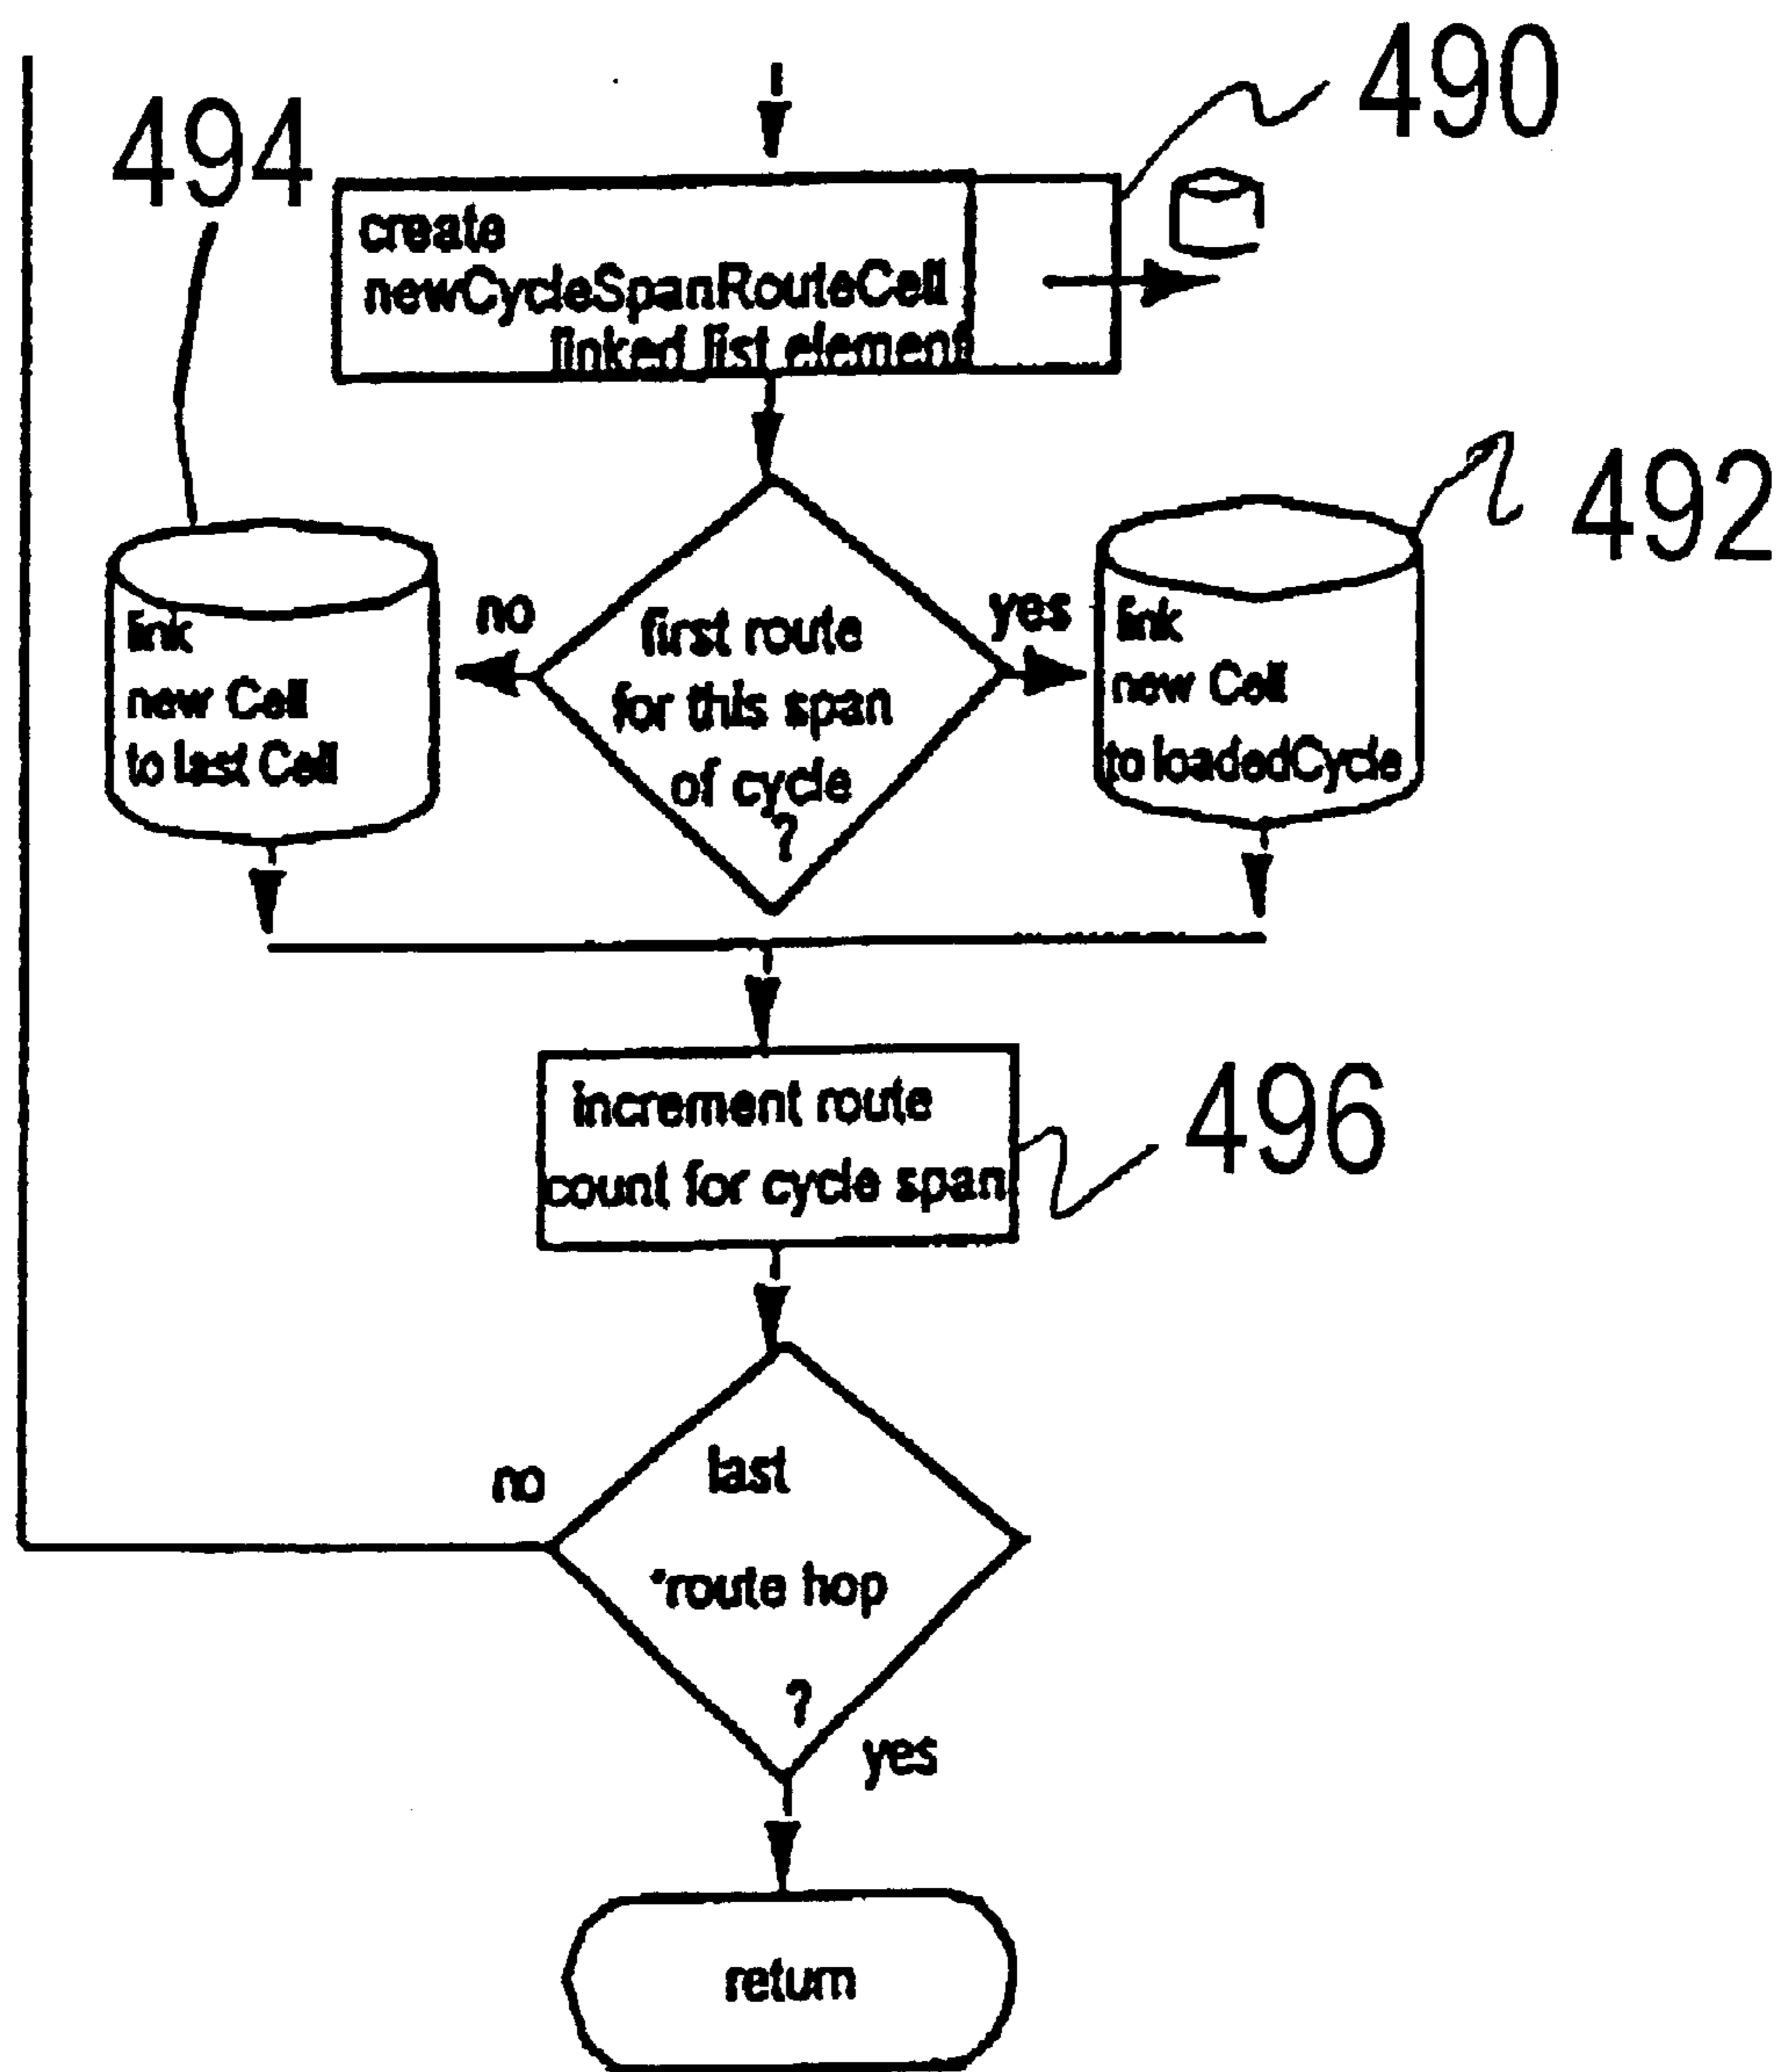 490
494
create
newCycleSpanRouteCell
linked list element
492
no
yes
first route
for this span
of cycle
?
link
new Cell
to last Cell
link
new Cell
to loadedCycle
increment route
count for cycle span
496
no
last
*route hop
?
yes
return